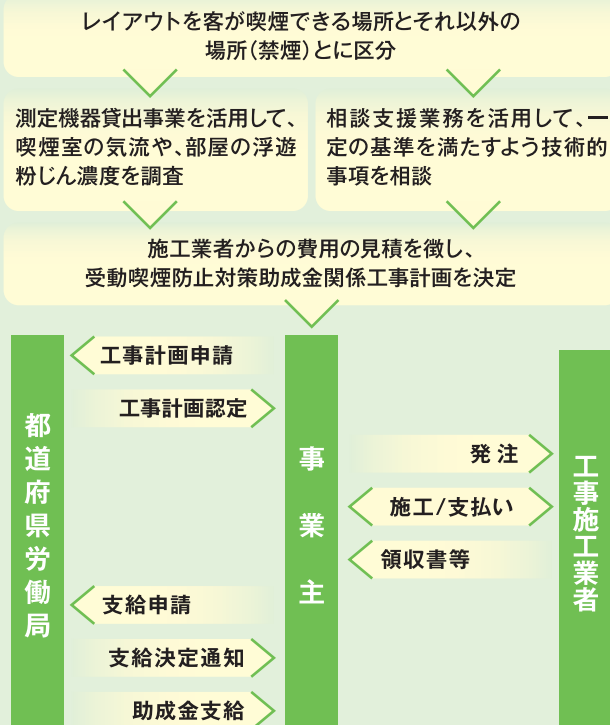 レイアウトを客が喫煙できる場所とそれ以外の
場所(禁煙)とに区分
測定機器貸出事業を活用して、
喫煙室の気流や、部屋の浮遊
粉じん濃度を調査
相談支援業務を活用して、一
定の基準を満たすよう技術的
事項を相談
施工業者からの費用の見積を徴し、
受動喫煙防止対策助成金関係工事計画を決定
都道府県労働局
工事計画申請
工事計画認定
支給申請
支給決定通知
助成金支給
事業主
発注
施工/支払い
領収書等
工事施工業者